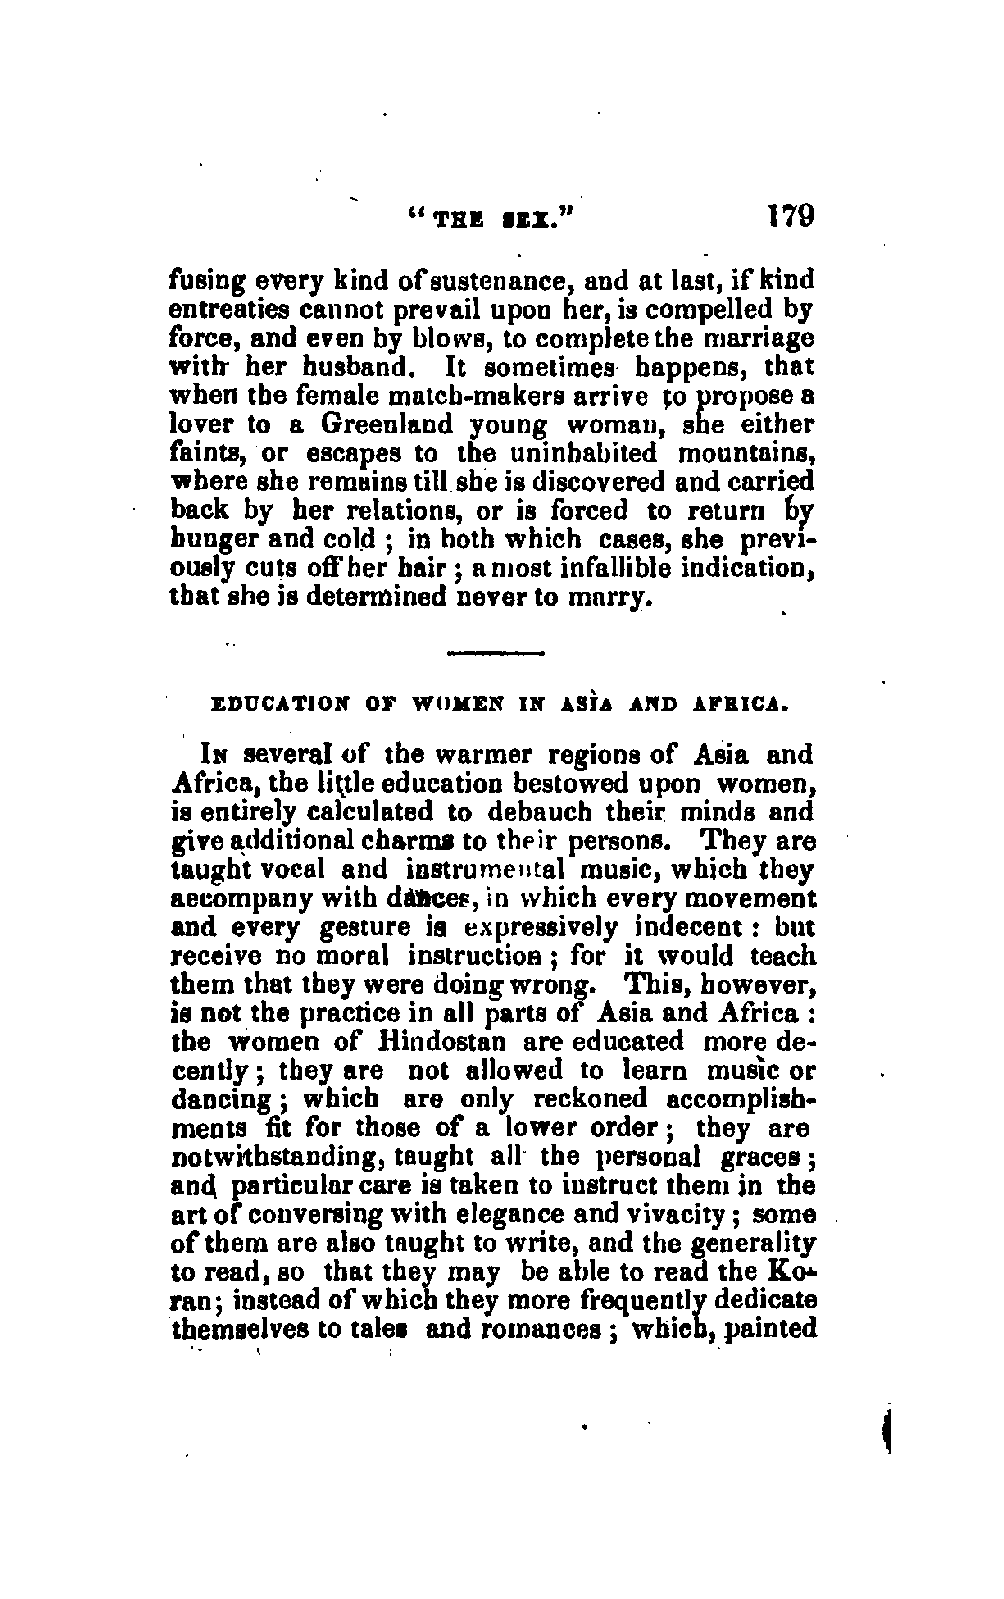 "THE SEX." 179
fusing every kind of sustenance, and at last, if kind
entreaties cannot prevail upon her, is compelled by
force, and even by blows, to complete the marriage
with her husband. It sometimes happens, that
when the female match-makers arrive to propose a
lover to a Greenland young woman, she either
faints, or escapes to the uninhabited mountains,
where she remains till she is discovered and carried
back by her relations, or is forced to return by
hunger and cold ; in both which cases, she previ-
ously cuts off her hair ; a most infallible indication,
that she is determined never to marry.
EDUCATION OF WOMEN IN ASIA AND AFRICA.
IN several of the warmer regions of Asia and
Africa, the little education bestowed upon women,
is entirely calculated to debauch their minds and
give additional charms to their persons. They are
taught vocal and instrumental music, which they
accompany with dances, in which every movement
and every gesture is expressively indecent : but
receive no moral instruction ; for it would teach
them that they were doing wrong. This, however,
is not the practice in all parts of Asia and Africa :
the women of Hindostan are educated more de-
cently ; they are not allowed to learn music or
dancing ; which are only reckoned accomplish-
ments fit for those of a lower order ; they are
notwithstanding, taught all the personal graces ;
and particular care is taken to instruct them in the
art of conversing with elegance and vivacity ; some
of them are also taught to write, and the generality
to read, so that they may be able to read the Ko-
ran ; instead of which they more frequently dedicate
themselves to tales and romances ; which, painted